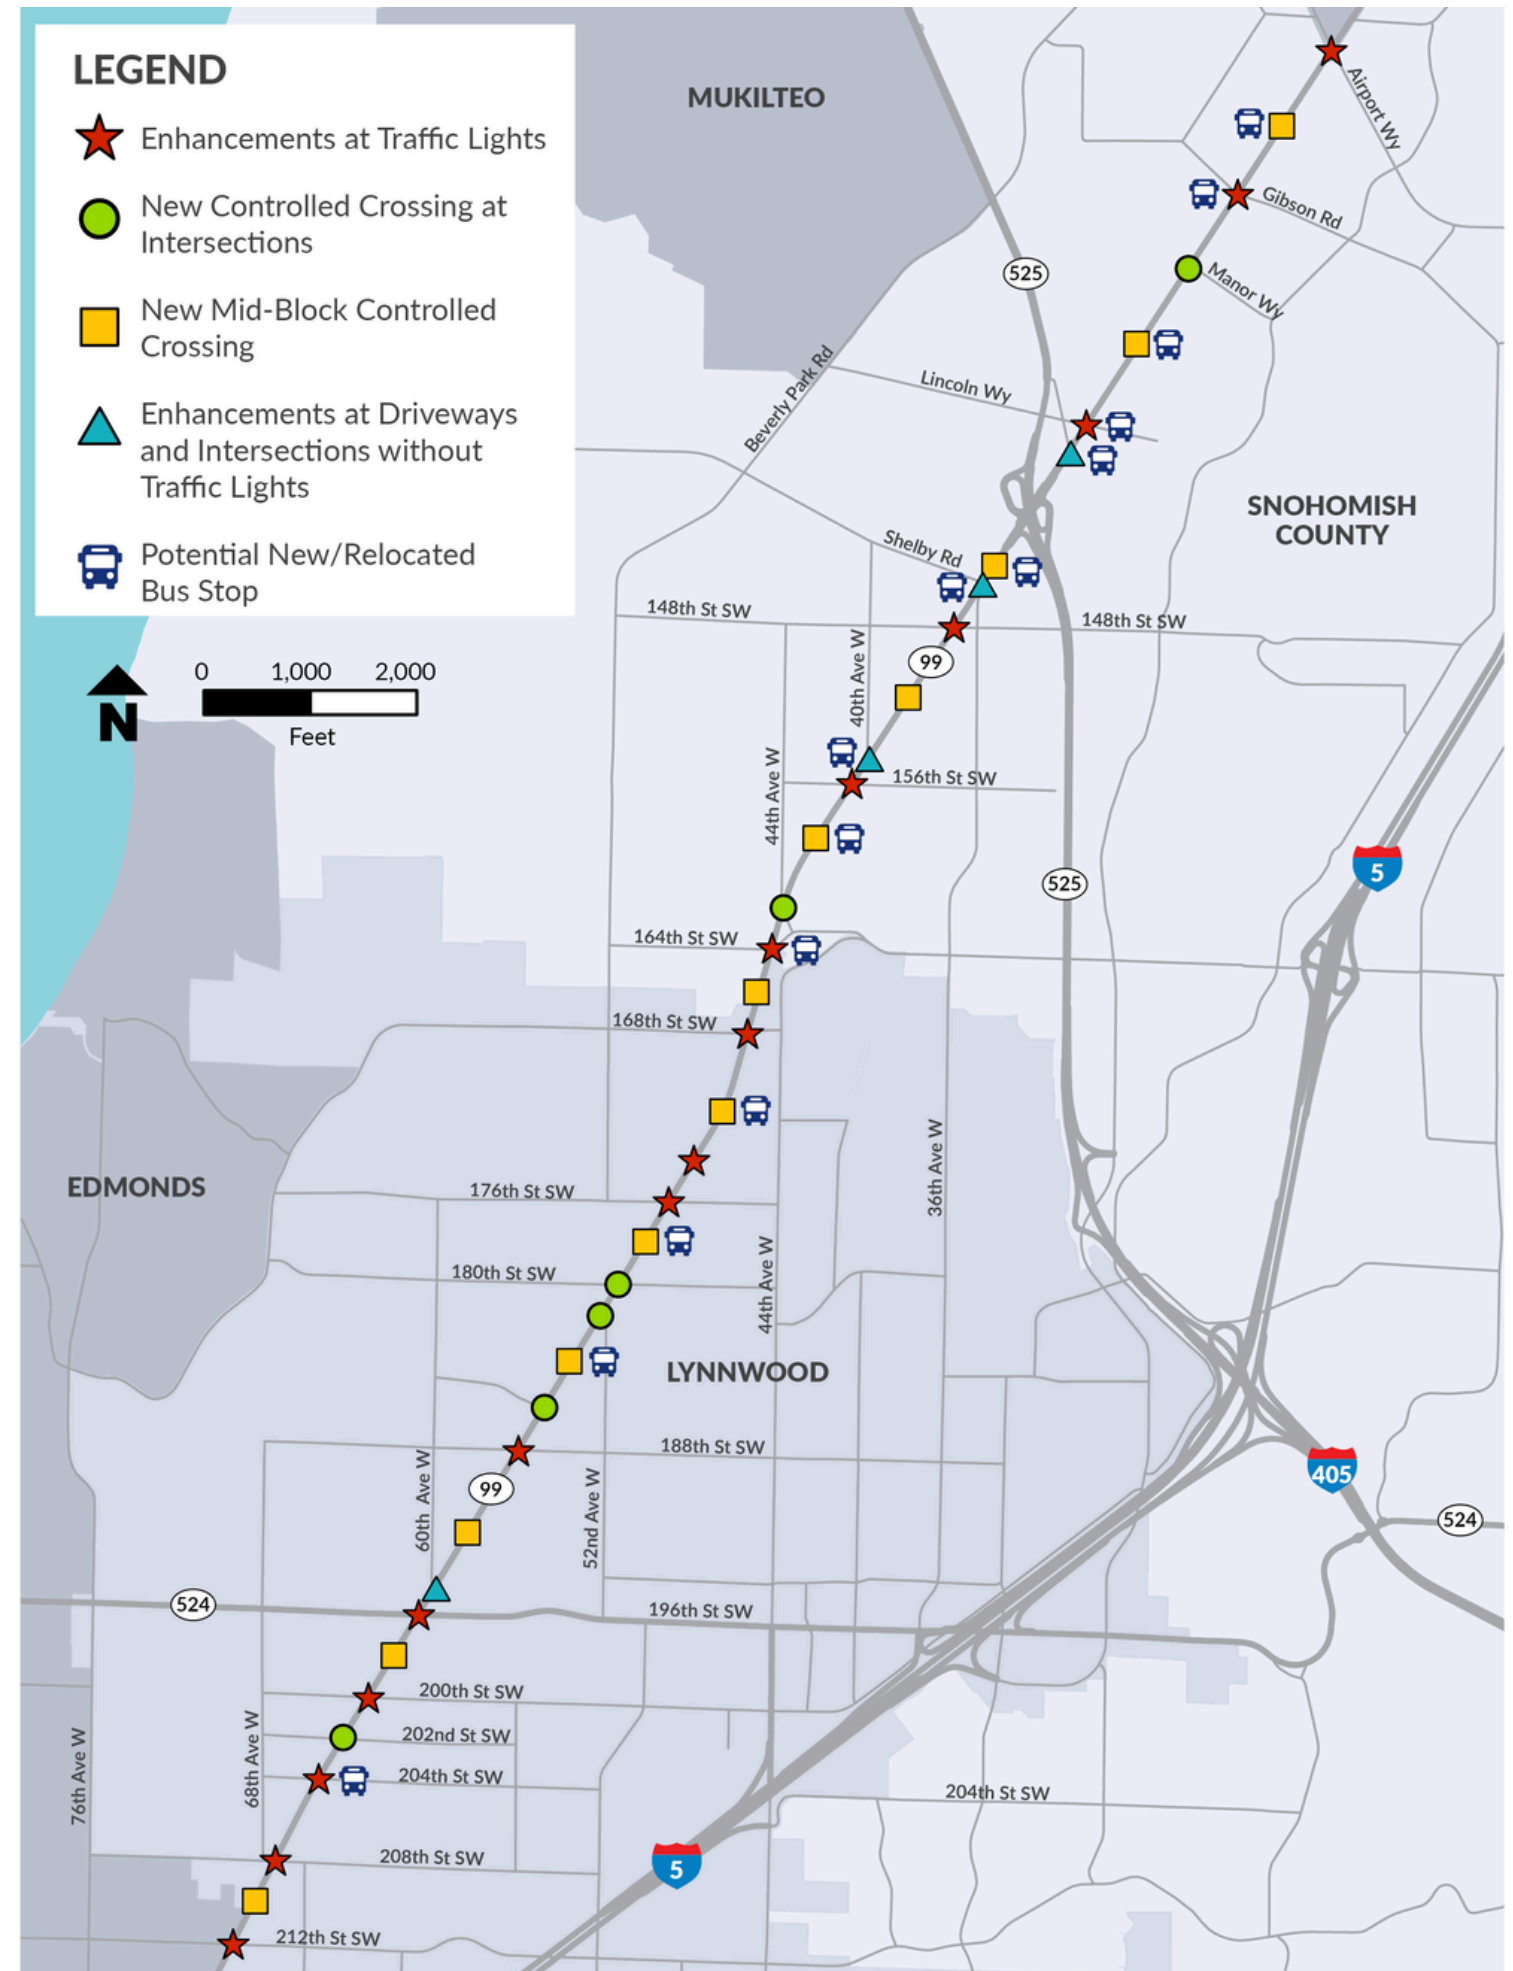 LEGEND
Enhancements at Traffic Lights
New Controlled Crossing at
Intersections
New Mid-Block Controlled
Crossing
Enhancements at Driveways
and Intersections without
Traffic Lights
Potential New/Relocated
Bus Stop
0 1,000 2,000
Feet
N
MUKILTEO
Airport Wy
Gibson Rd
Manor Wy
525
Beverly Park Rd
Lincoln Wy
SNOHOMISH
COUNTY
Shelby Rd
148th St SW
148th St SW
99
40th Ave W
44th Ave W
156th St SW
5
525
164th St SW
168th St SW
36th Ave W
EDMONDS
176th St SW
180th St SW
44th Ave W
LYNNWOOD
188th St SW
60th Ave W
99
52nd Ave W
405
524
524
196th St SW
200th St SW
202nd St SW
76th Ave W
68th Ave W
204th St SW
204th St SW
208th St SW
5
212th St SW